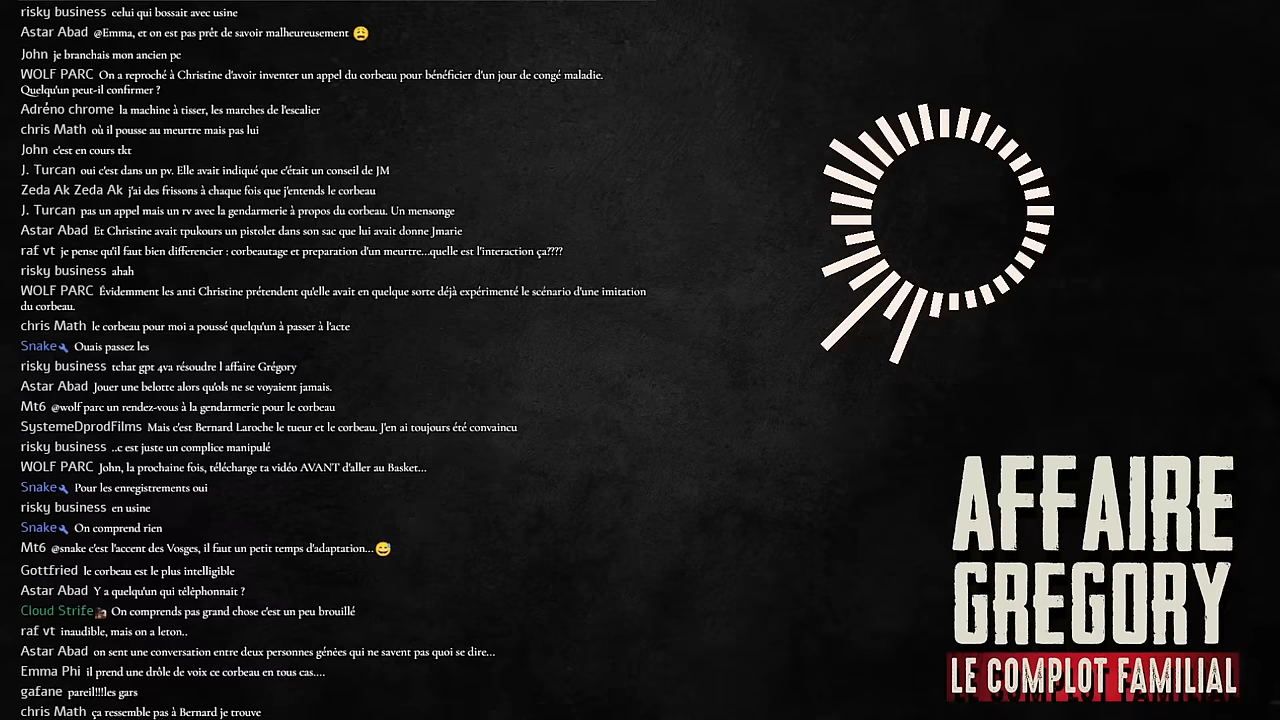 risky business celui qui bossait avec usine
Astar Abad @Emma, et on est pas prêt de savoir malheureusement 😩
John je branchais mon ancien pc
WOLF PARC On a reproché à Christine d'avoir inventer un appel du corbeau pour bénéficier d'un jour de congé maladie.
Quelqu'un peut-il confirmer ?
Adréno chrome la machine à tisser, les marches de l'escalier
chris Math où il pousse au meurtre mais pas lui
John c'est en cours tkt
J. Turcan oui c'est dans un pv. Elle avait indiqué que c'était un conseil de JM
Zeda Ak Zeda Ak j'ai des frissons à chaque fois que j'entends le corbeau
J. Turcan pas un appel mais un rv avec la gendarmerie à propos du corbeau. Un mensonge
Astar Abad Et Christine avait tpukours un pistolet dans son sac que lui avait donne Jmarie
raf vt je pense qu'il faut bien differencier : corbeautage et preparation d'un meurtre...quelle est l'interaction ça????
risky business ahah
WOLF PARC Évidemment les anti Christine prétendent qu'elle avait en quelque sorte déjà expérimenté le scénario d'une imitation
du corbeau.
chris Math le corbeau pour moi a poussé quelqu'un à passer à l'acte
Snake🔧 Ouais passez les
risky business tchat gpt 4va résoudre l affaire Grégory
Astar Abad Jouer une belotte alors qu'ols ne se voyaient jamais.
Mt6 @wolf parc un rendez-vous à la gendarmerie pour le corbeau
SystemeDprodFilms Mais c'est Bernard Laroche le tueur et le corbeau. J'en ai toujours été convaincu
risky business ..c est juste un complice manipulé
WOLF PARC John, la prochaine fois, télécharge ta vidéo AVANT d'aller au Basket...
Snake🔧 Pour les enregistrements oui
risky business en usine
Snake🔧 On comprend rien
Mt6 @snake c'est l'accent des Vosges, il faut un petit temps d'adaptation...😅
Gottfried le corbeau est le plus intelligible
Astar Abad Y a quelqu'un qui téléphonnait ?
Cloud Strife On comprends pas grand chose c'est un peu brouillé
raf vt inaudible, mais on a leton..
Astar Abad on sent une conversation entre deux personnes génées qui ne savent pas quoi se dire...
Emma Phi il prend une drôle de voix ce corbeau en tous cas....
gafane pareil!!!les gars
chris Math ça ressemble pas à Bernard je trouve
AFFAIRE
GREGORY
LE COMPLOT FAMILIAL